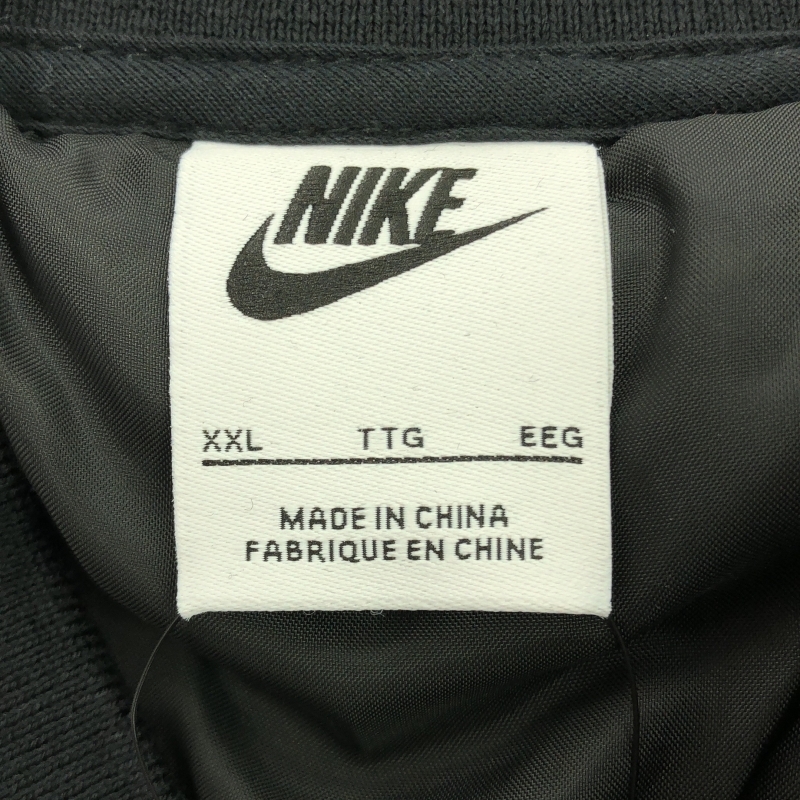 NIKE
XXL TTG EEG
MADE IN CHINA
FABRIQUE EN CHINE